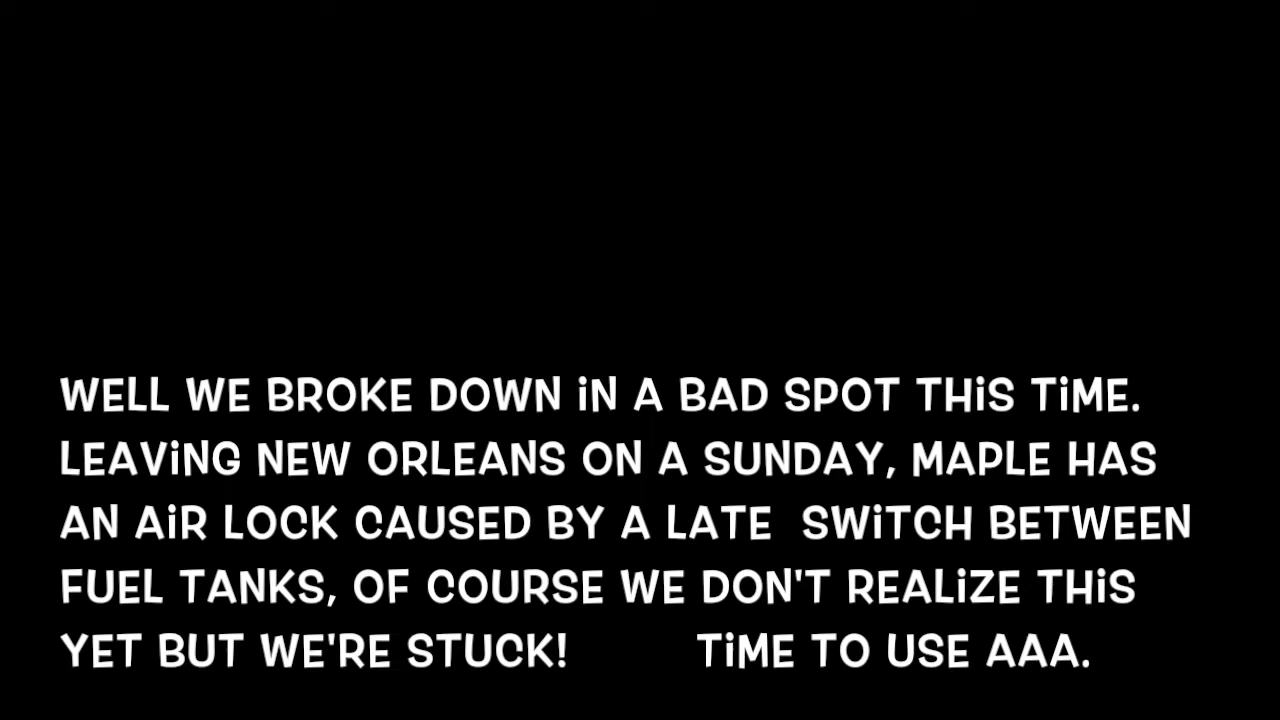 WELL WE BROKE DOWN iN A BAD SPOT THiS TiME.
LEAViNG NEW ORLEANS ON A SUNDAY, MAPLE HAS
AN AiR LOCK CAUSED BY A LATE  SWiTCH BETWEEN
FUEL TANKS, OF COURSE WE DON'T REALiZE THiS
YET BUT WE'RE STUCK!          TiME TO USE AAA.